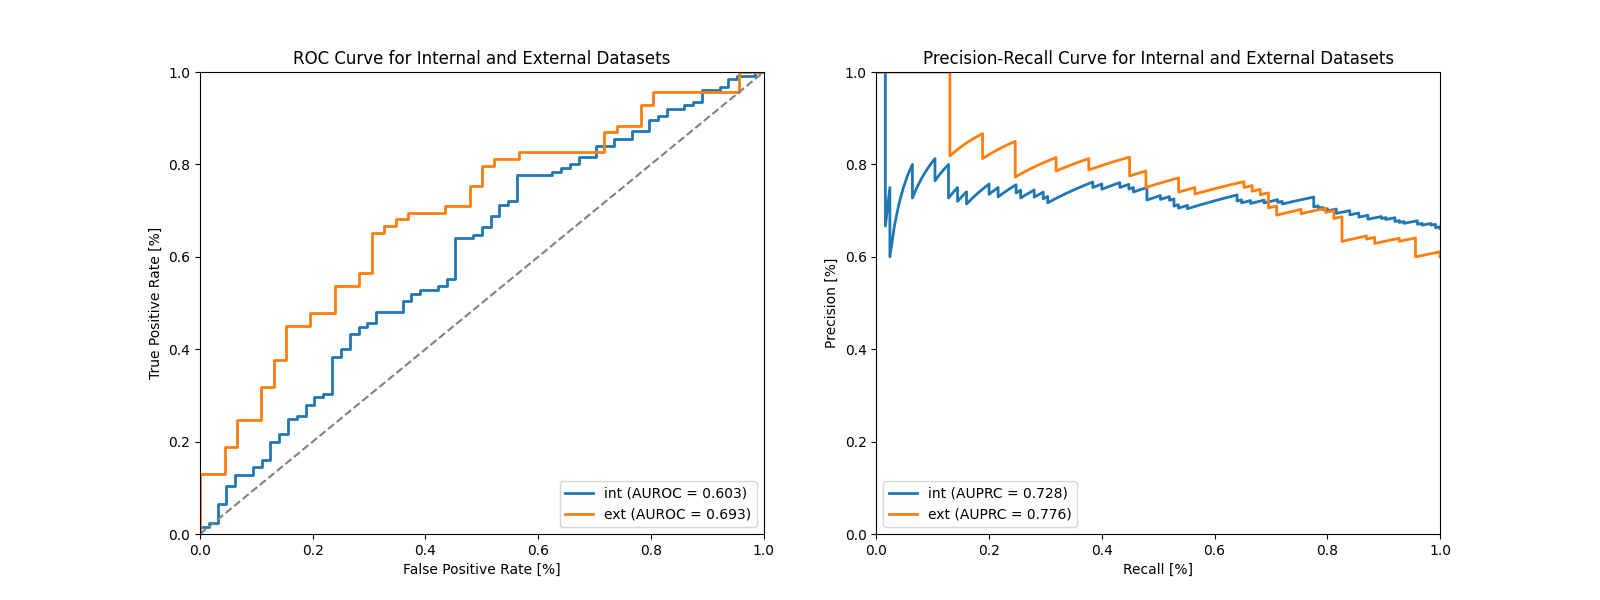 ROC Curve for Internal and External Datasets
True Positive Rate [%]
1.0
0.8
0.6
0.4
0.2
0.0
int (AUROC = 0.603)
ext (AUROC = 0.693)
0.0 0.2 0.4 0.6 0.8 1.0
False Positive Rate [%]
Precision-Recall Curve for Internal and External Datasets
Precision [%]
1.0
0.8
0.6
0.4
0.2
0.0
int (AUPRC = 0.728)
ext (AUPRC = 0.776)
0.0 0.2 0.4 0.6 0.8 1.0
Recall [%]